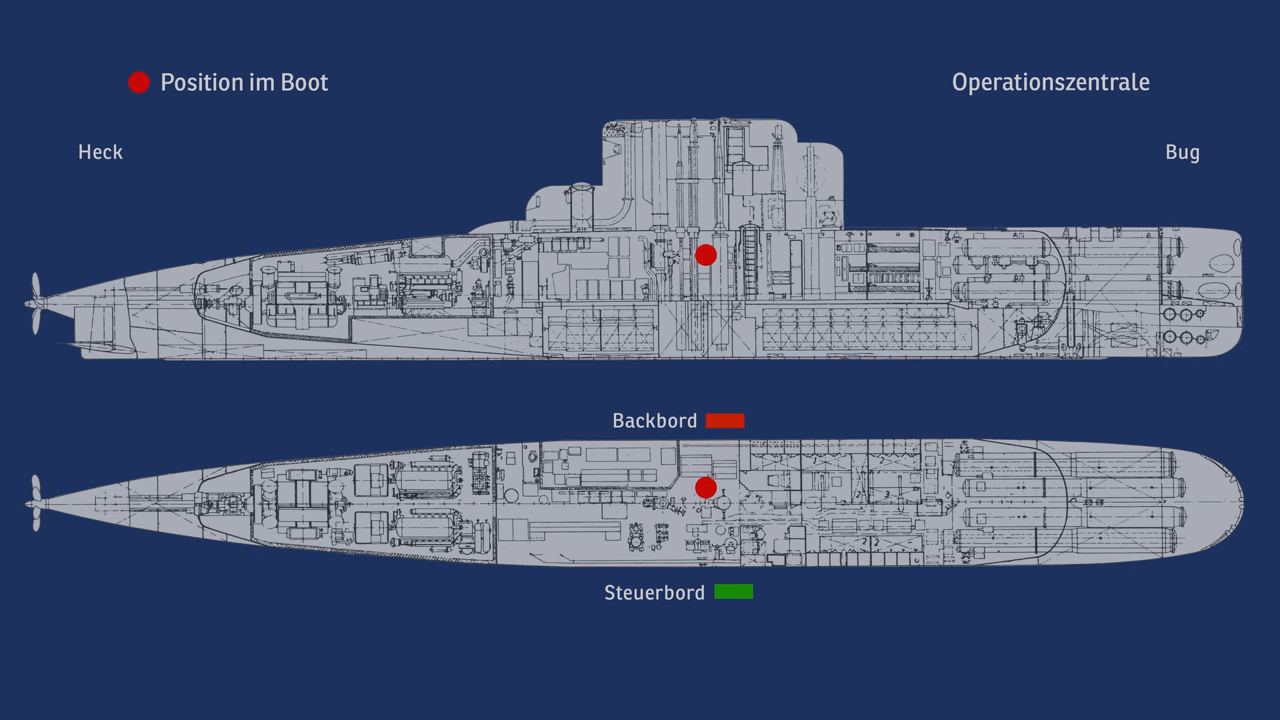 Position im Boot
Operationszentrale
Heck
Bug
Backbord
Steuerbord